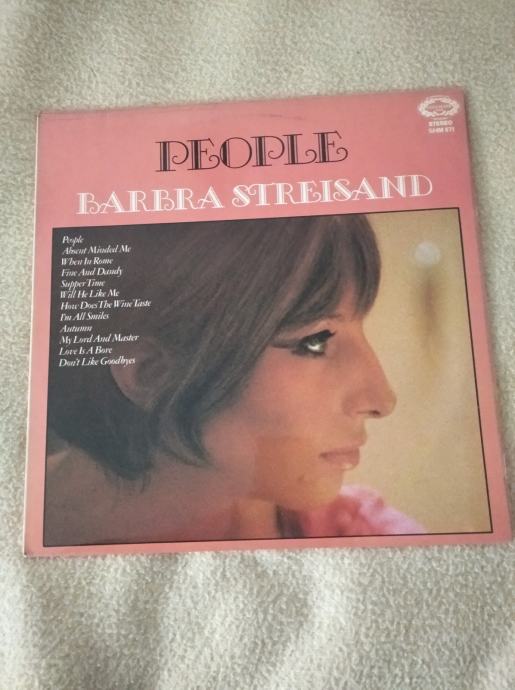 STEREO
SHM 871
PEOPLE
BARBRA STREISAND
People
Absent Minded Me
When In Rome
Fine And Dandy
Supper Time
Will He Like Me
How Does The Wine Taste
I'm All Smiles
Autumn
My Lord And Master
Love Is A Bore
Don't Like Goodbyes